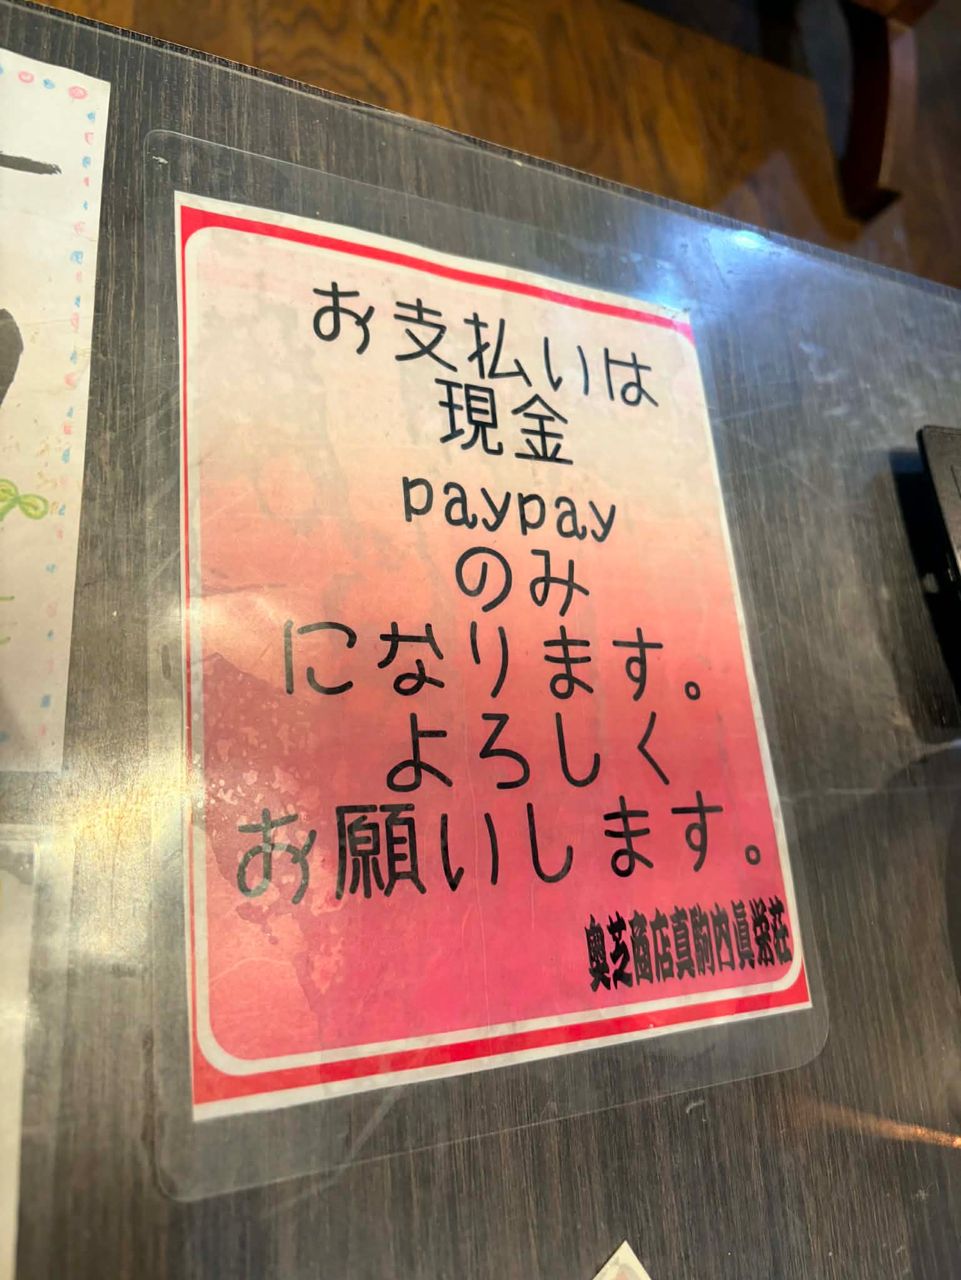 お支払いは
現金
paypay
のみ
になります。
よろしく
お願いします。
奥芝商店真駒内眞栄荘